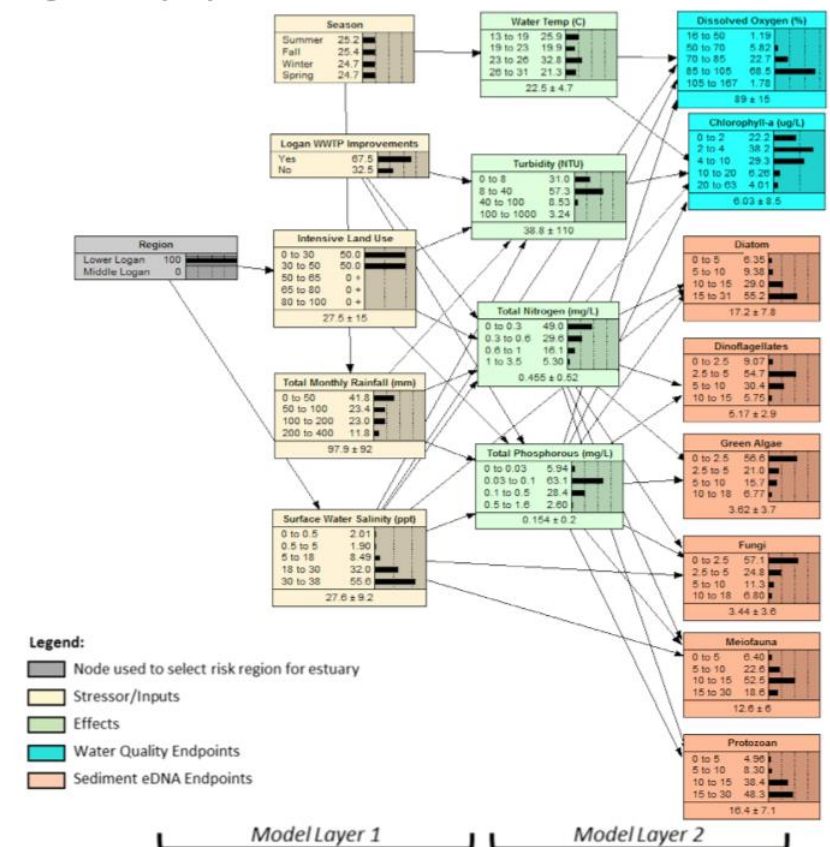 Season
Summer 25.2
Fall 25.4
Winter 24.7
Spring 24.7
Water Temp (C)
13 to 19 25.9
19 to 23 19.9
23 to 26 32.8
26 to 31 21.3
22.5 ± 4.7
Dissolved Oxygen (%)
16 to 50 1.19
50 to 70 5.82
70 to 85 22.7
85 to 105 68.5
105 to 167 1.78
89 ± 15
Chlorophyll-a (ug/L)
0 to 2 22.2
2 to 4 38.2
4 to 10 29.3
10 to 20 6.26
20 to 63 4.01
6.03 ± 8.5
Logan WWTP Improvements
Yes 67.5
No 32.5
Turbidity (NTU)
0 to 8 31.0
8 to 40 57.3
40 to 100 8.53
100 to 1000 3.24
38.8 ± 110
Region
Lower Logan 100
Middle Logan 0
Intensive Land Use
0 to 30 50.0
30 to 50 50.0
50 to 65 0 +
65 to 80 0 +
80 to 100 0 +
27.5 ± 15
Diatom
0 to 5 6.35
5 to 10 9.38
10 to 15 29.0
15 to 31 55.2
17.2 ± 7.8
Total Nitrogen (mg/L)
0 to 0.3 49.0
0.3 to 0.6 29.6
0.6 to 1 16.1
1 to 3.5 5.30
0.455 ± 0.52
Dinoflagellates
0 to 2.5 9.07
2.5 to 5 54.7
5 to 10 30.4
10 to 15 5.75
5.17 ± 2.9
Total Monthly Rainfall (mm)
0 to 50 41.8
50 to 100 23.4
100 to 200 23.0
200 to 400 11.8
97.9 ± 92
Total Phosphorous (mg/L)
0 to 0.03 5.94
0.03 to 0.1 63.1
0.1 to 0.5 28.4
0.5 to 1.6 2.60
0.154 ± 0.2
Green Algae
0 to 2.5 56.6
2.5 to 5 21.0
5 to 10 15.7
10 to 18 6.77
3.62 ± 3.7
Surface Water Salinity (ppt)
0 to 0.5 2.01
0.5 to 5 1.90
5 to 18 8.49
18 to 30 32.0
30 to 38 55.6
27.6 ± 9.2
Fungi
0 to 2.5 57.1
2.5 to 5 24.8
5 to 10 11.3
10 to 18 6.80
3.44 ± 3.6
Meiofauna
0 to 5 6.40
5 to 10 22.6
10 to 15 52.5
15 to 30 18.6
12.6 ± 6
Protozoan
0 to 5 4.96
5 to 10 8.30
10 to 15 38.4
15 to 30 48.3
16.4 ± 7.1
Legend:
Node used to select risk region for estuary
Stressor/Inputs
Effects
Water Quality Endpoints
Sediment eDNA Endpoints
Model Layer 1
Model Layer 2